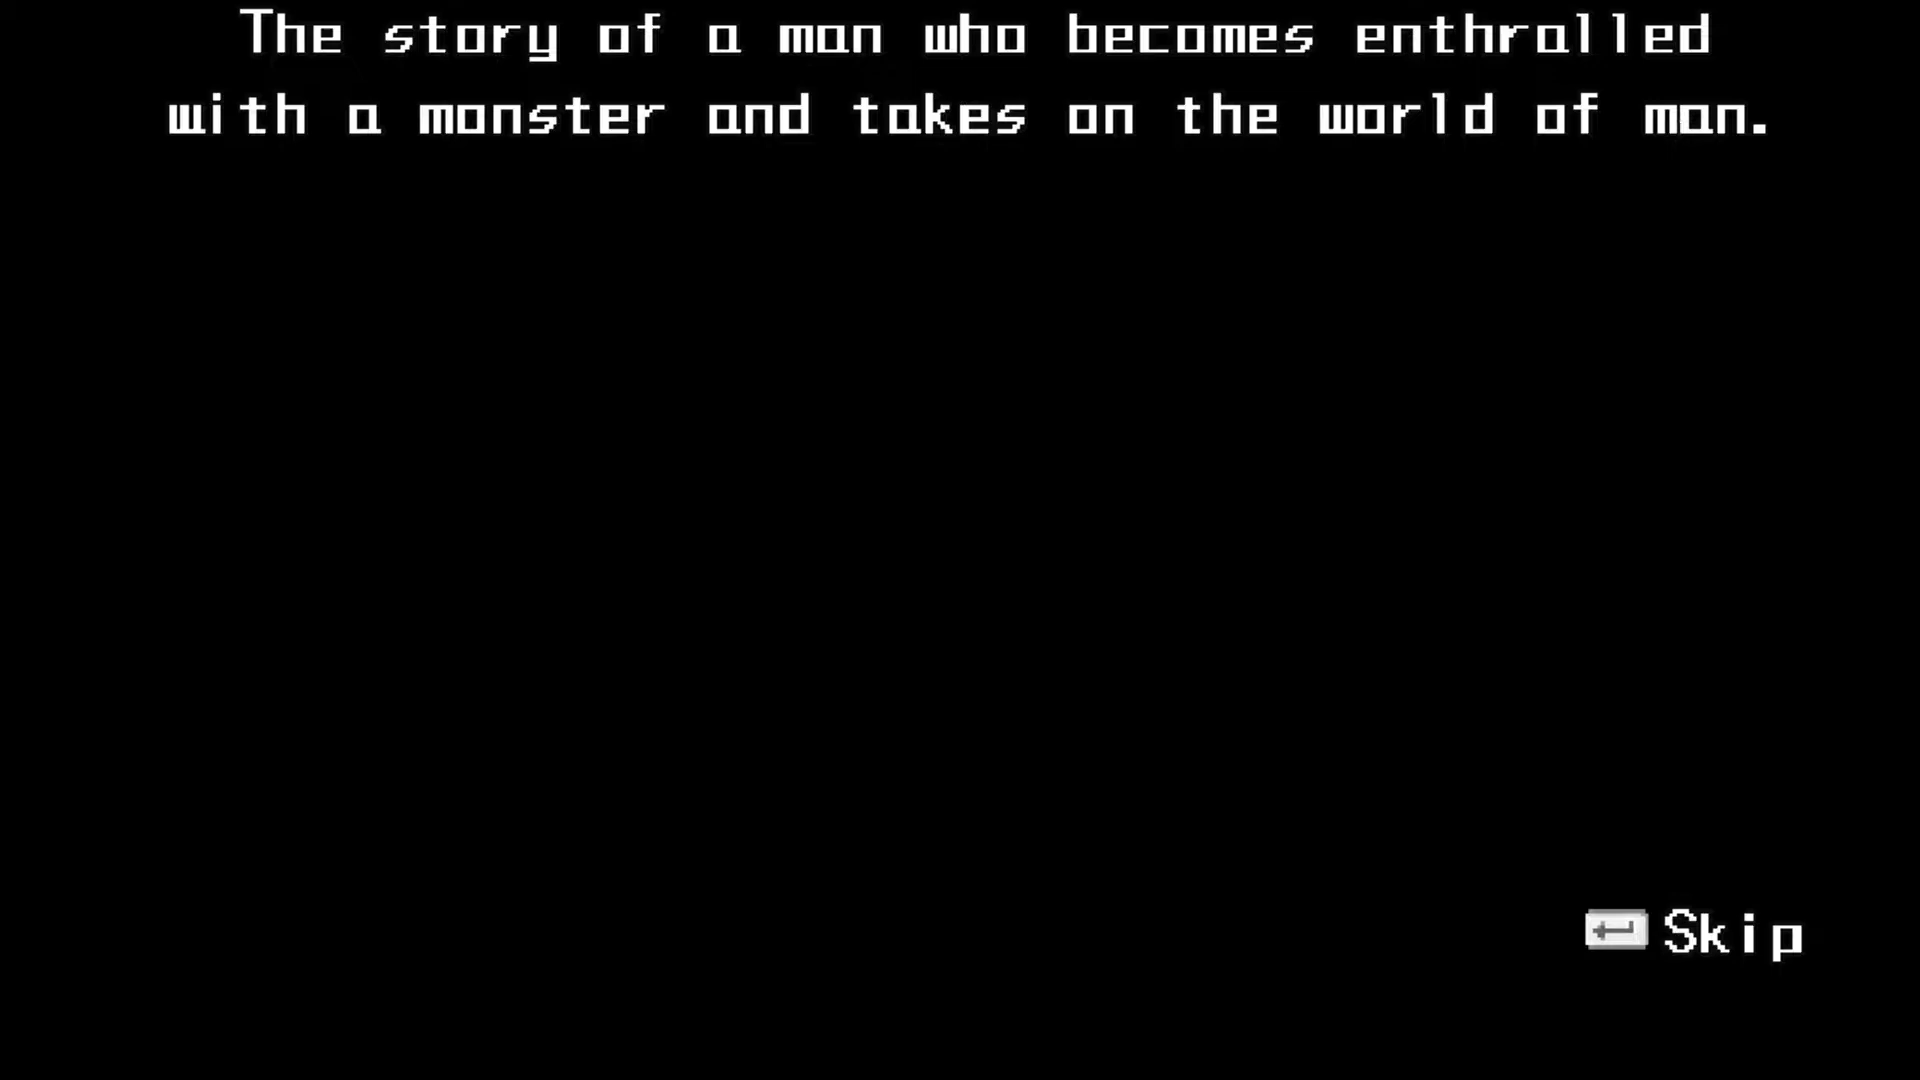 The story of a man who becomes enthralled
with a monster and takes on the world of man.
Skip